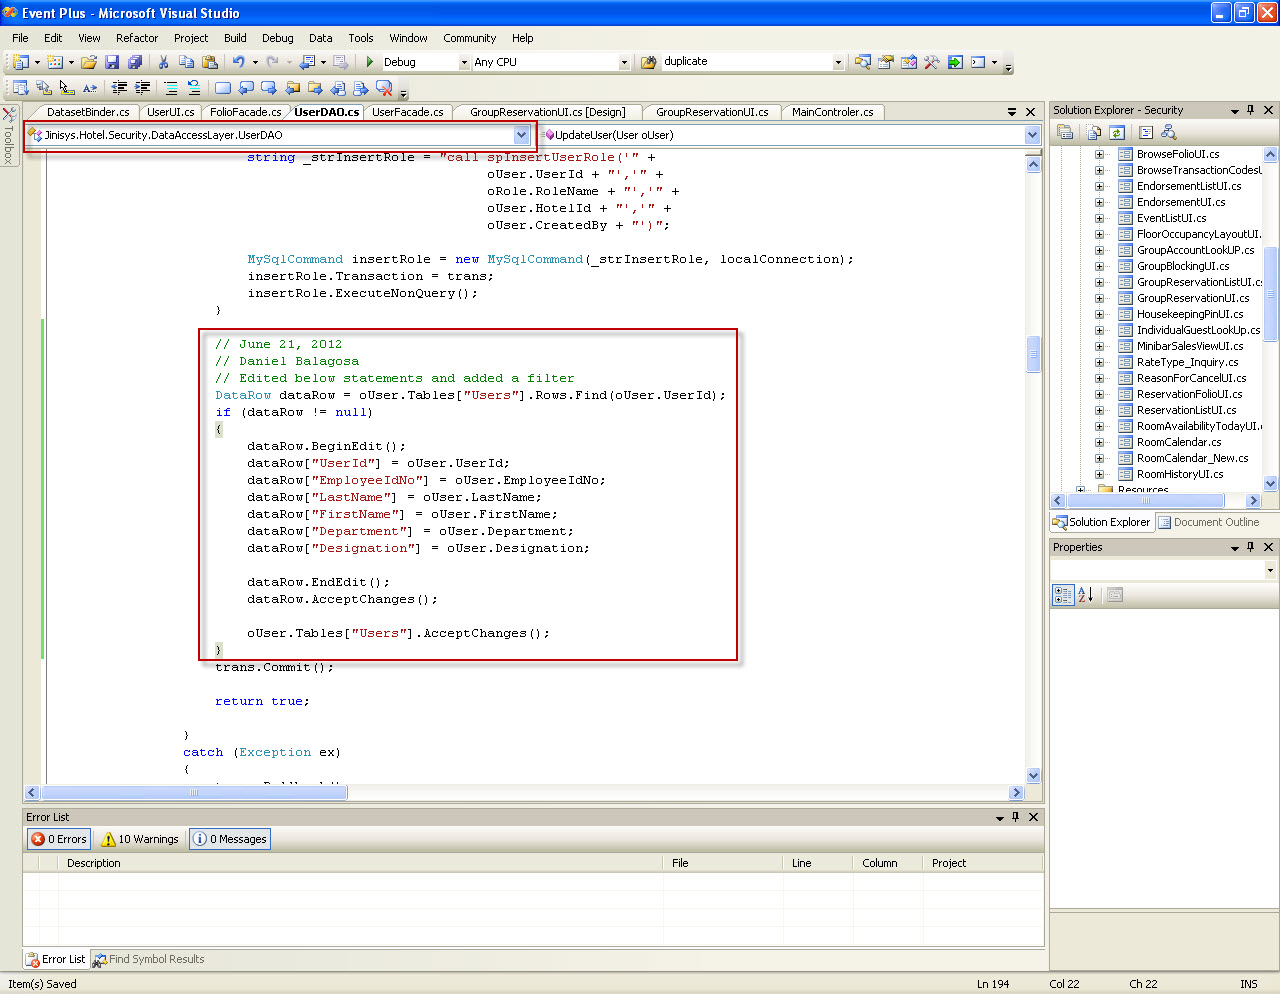 Event Plus - Microsoft Visual Studio
File Edit View Refactor Project Build Debug Data Tools Window Community Help
Debug Any CPU duplicate
DatasetBinder.cs UserUI.cs FolioFacade.cs UserDAO.cs UserFacade.cs GroupReservationUI.cs [Design] GroupReservationUI.cs MainControler.cs
Toolbox
Jinisys.Hotel.Security.DataAccessLayer.UserDAO UpdateUser(User oUser)
string _strInsertRole = "call spInsertUserRole('" +
oUser.UserId + "','" +
oRole.RoleName + "','" +
oUser.HotelId + "','" +
oUser.CreatedBy + "')";
MySqlCommand insertRole = new MySqlCommand(_strInsertRole, localConnection);
insertRole.Transaction = trans;
insertRole.ExecuteNonQuery();
}
// June 21, 2012
// Daniel Balagosa
// Edited below statements and added a filter
DataRow dataRow = oUser.Tables["Users"].Rows.Find(oUser.UserId);
if (dataRow != null)
{
dataRow.BeginEdit();
dataRow["UserId"] = oUser.UserId;
dataRow["EmployeeIdNo"] = oUser.EmployeeIdNo;
dataRow["LastName"] = oUser.LastName;
dataRow["FirstName"] = oUser.FirstName;
dataRow["Department"] = oUser.Department;
dataRow["Designation"] = oUser.Designation;
dataRow.EndEdit();
dataRow.AcceptChanges();
oUser.Tables["Users"].AcceptChanges();
}
trans.Commit();
return true;
}
catch (Exception ex)
{
Solution Explorer - Security
BrowseFolioUI.cs
BrowseTransactionCodesU
EndorsementListUI.cs
EndorsementUI.cs
EventListUI.cs
FloorOccupancyLayoutUI.
GroupAccountLookUP.cs
GroupBlockingUI.cs
GroupReservationListUI.cs
GroupReservationUI.cs
HousekeepingPinUI.cs
IndividualGuestLookUp.cs
MinibarSalesViewUI.cs
RateType_Inquiry.cs
ReasonForCancelUI.cs
ReservationFolioUI.cs
ReservationListUI.cs
RoomAvailabilityTodayUI.
RoomCalendar.cs
RoomCalendar_New.cs
RoomHistoryUI.cs
Resources
Solution Explorer Document Outline
Properties
Error List
0 Errors 10 Warnings 0 Messages
Description File Line Column Project
Error List Find Symbol Results
Item(s) Saved Ln 194 Col 22 Ch 22 INS